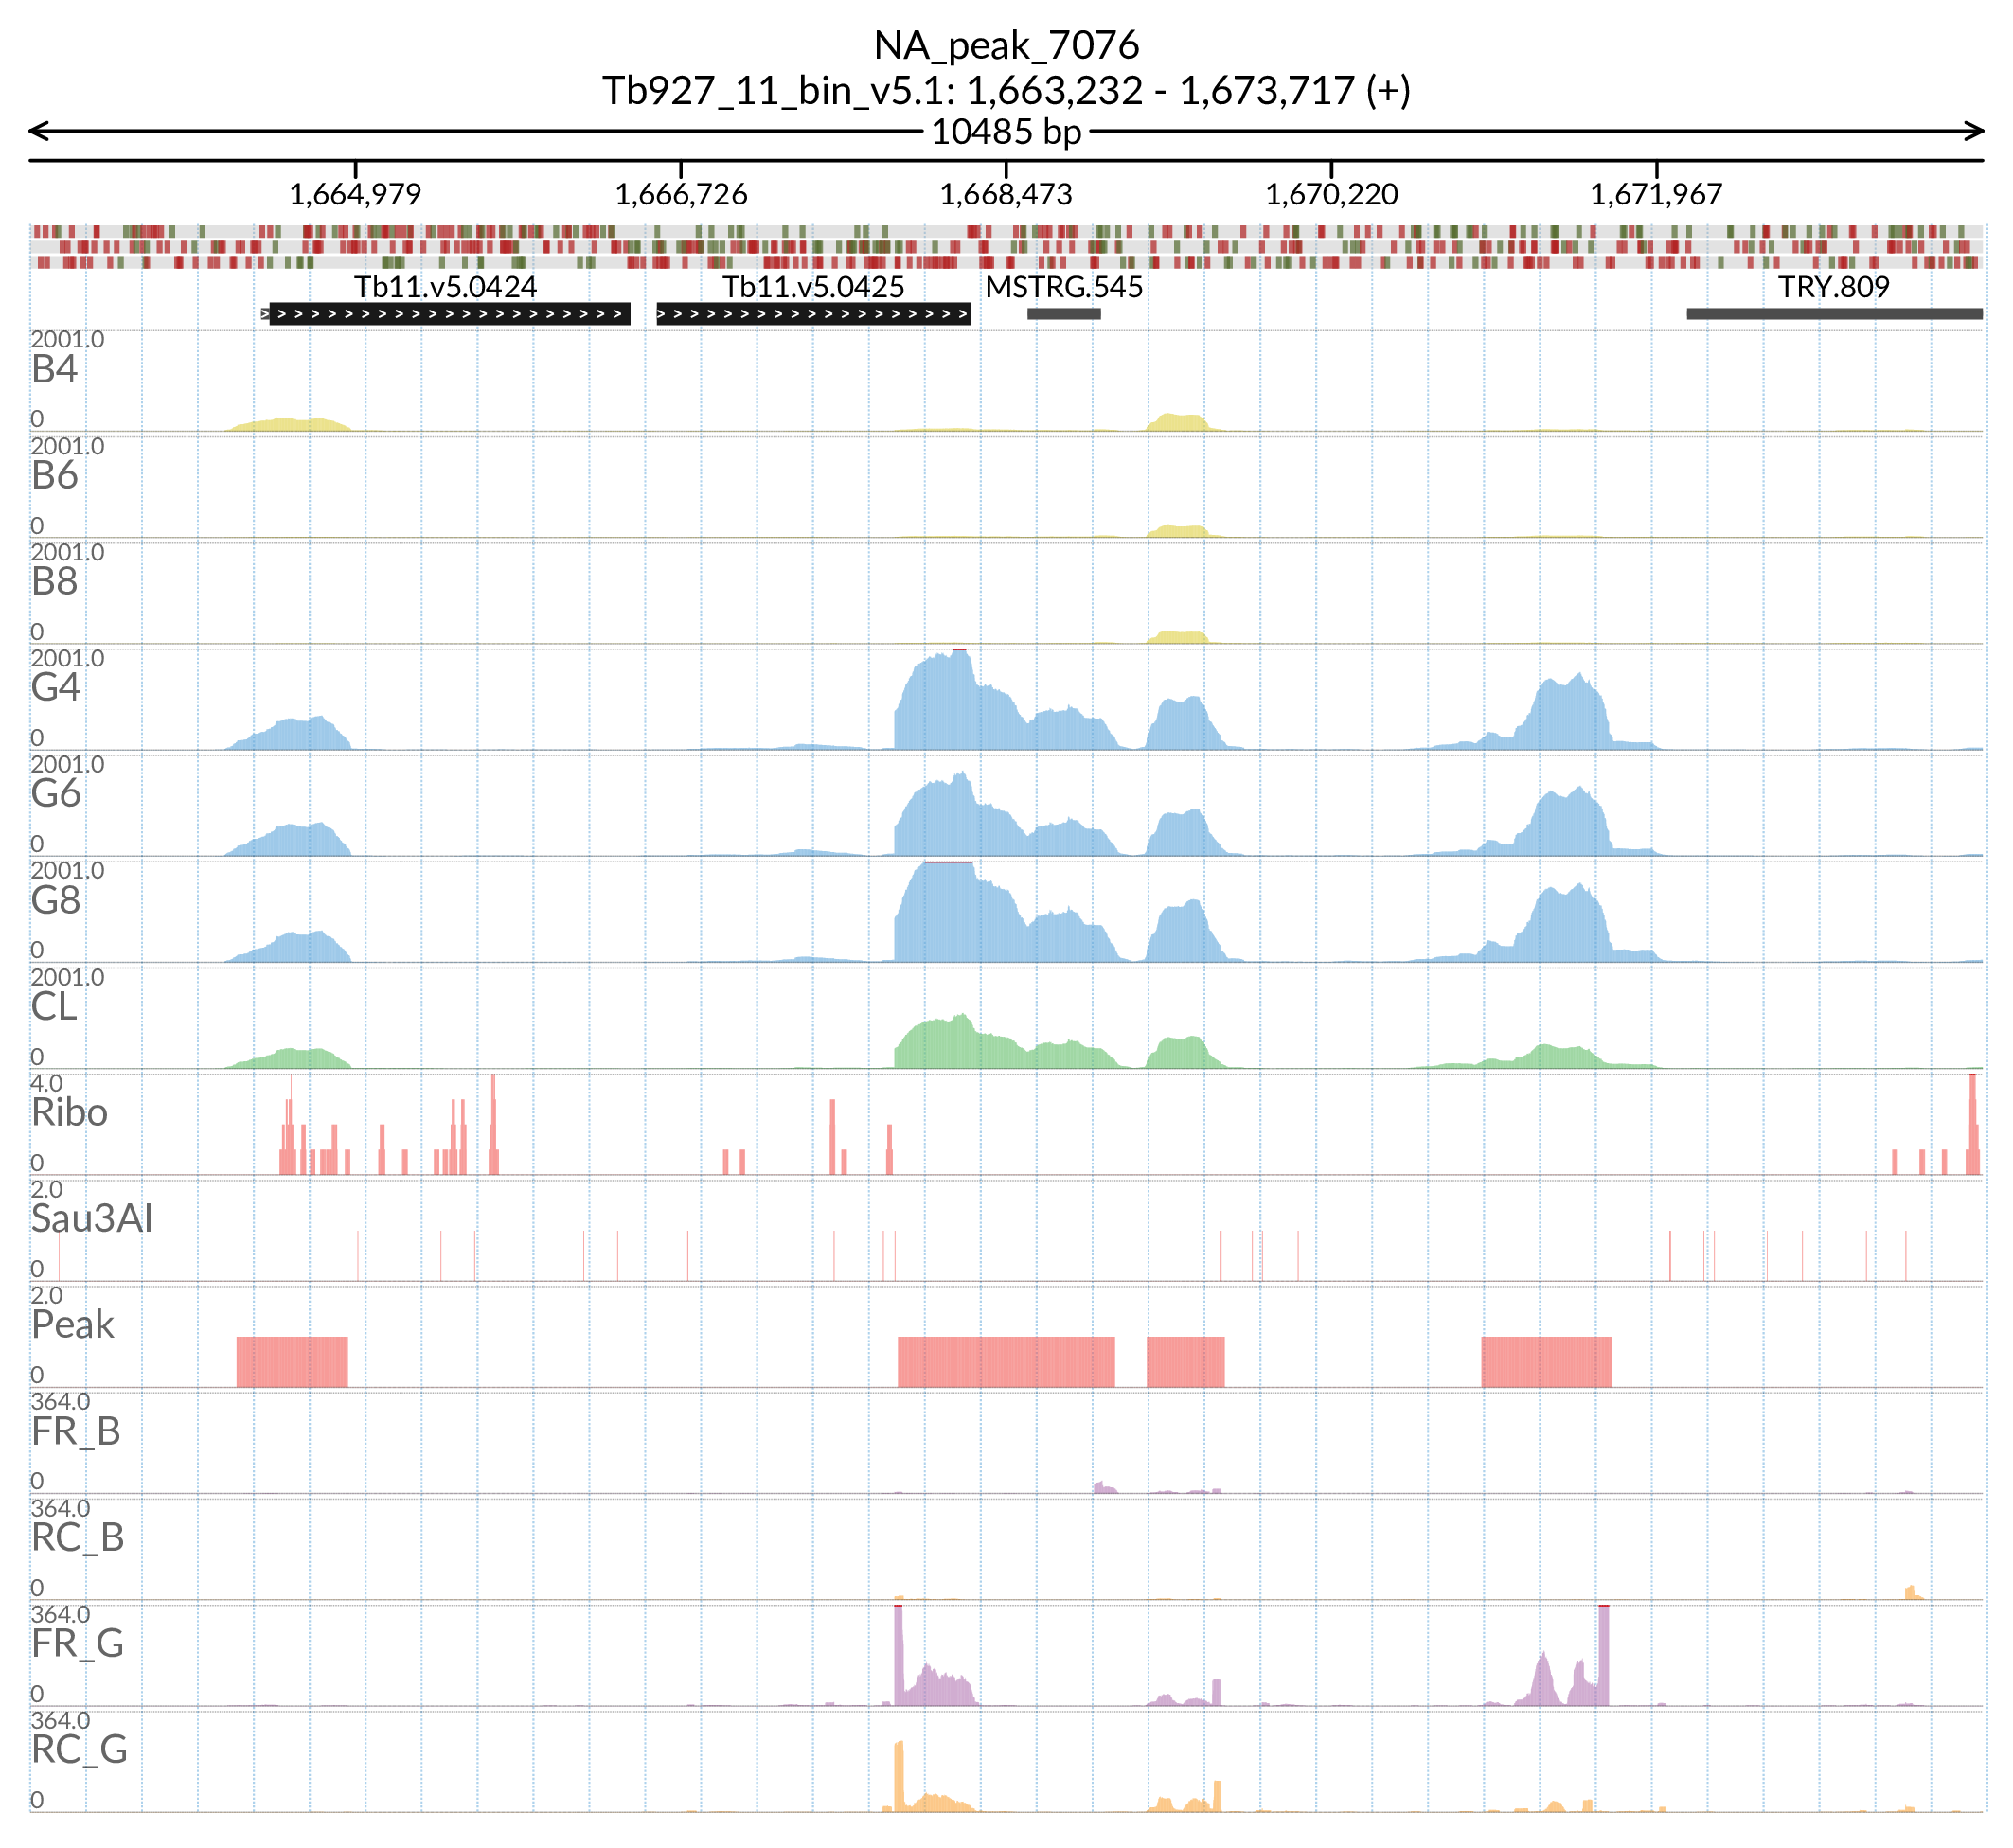 NA_peak_7076
Tb927_11_bin_v5.1: 1,663,232 - 1,673,717 (+)
10485 bp
1,664,979 1,666,726 1,668,473 1,670,220 1,671,967
Tb11.v5.0424 Tb11.v5.0425 MSTRG.545 TRY.809
2001.0
B4
0
2001.0
B6
0
2001.0
B8
0
2001.0
G4
0
2001.0
G6
0
2001.0
G8
0
2001.0
CL
0
4.0
Ribo
0
2.0
Sau3AI
0
2.0
Peak
0
364.0
FR_B
0
364.0
RC_B
0
364.0
FR_G
0
364.0
RC_G
0